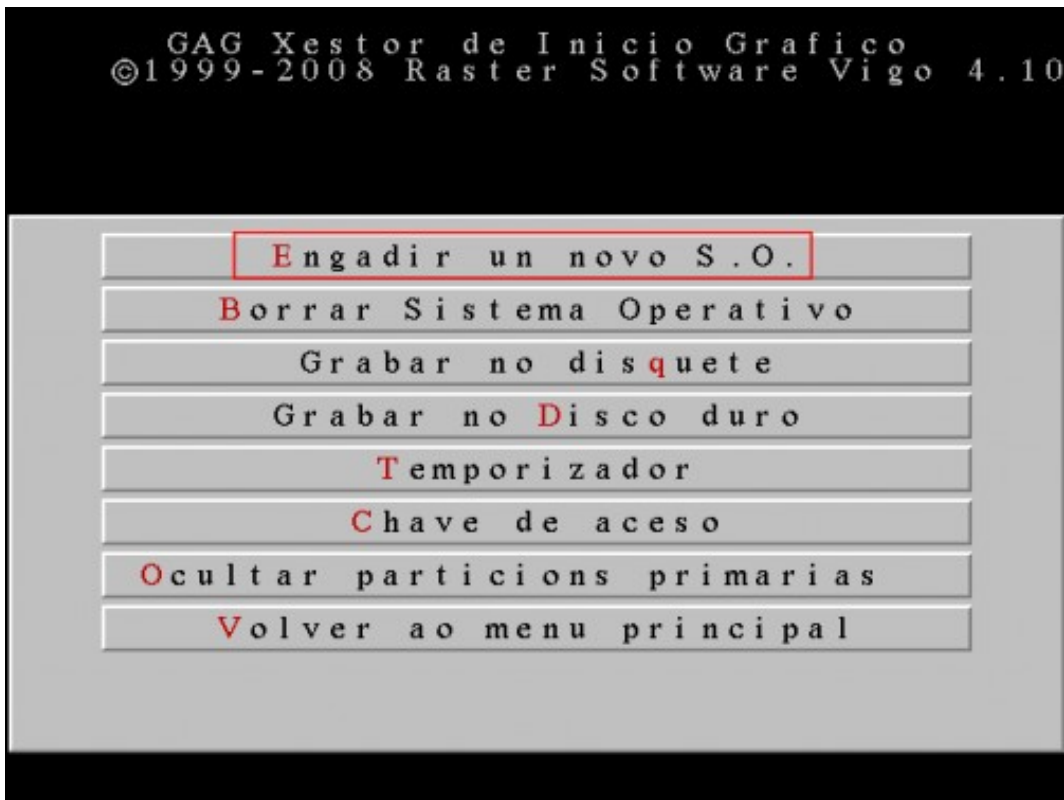 GAG Xestor de Inicio Grafico
©1999-2008 Raster Software Vigo 4.10
Engadir un novo S.O.
Borrar Sistema Operativo
Grabar no disquete
Grabar no Disco duro
Temporizador
Chave de aceso
Ocultar particions primarias
Volver ao menu principal